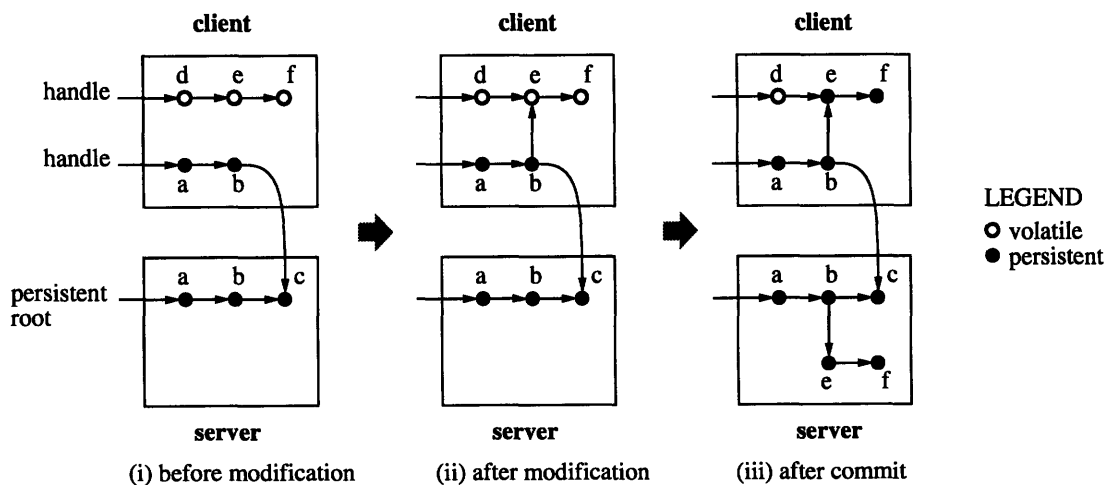 client
client
client
d e f
d e f
d e f
handle
handle
a b
a b
a b
LEGEND
volatile
persistent
a b c
a b c
a b c
persistent
root
e f
server
server
server
(i) before modification
(ii) after modification
(iii) after commit